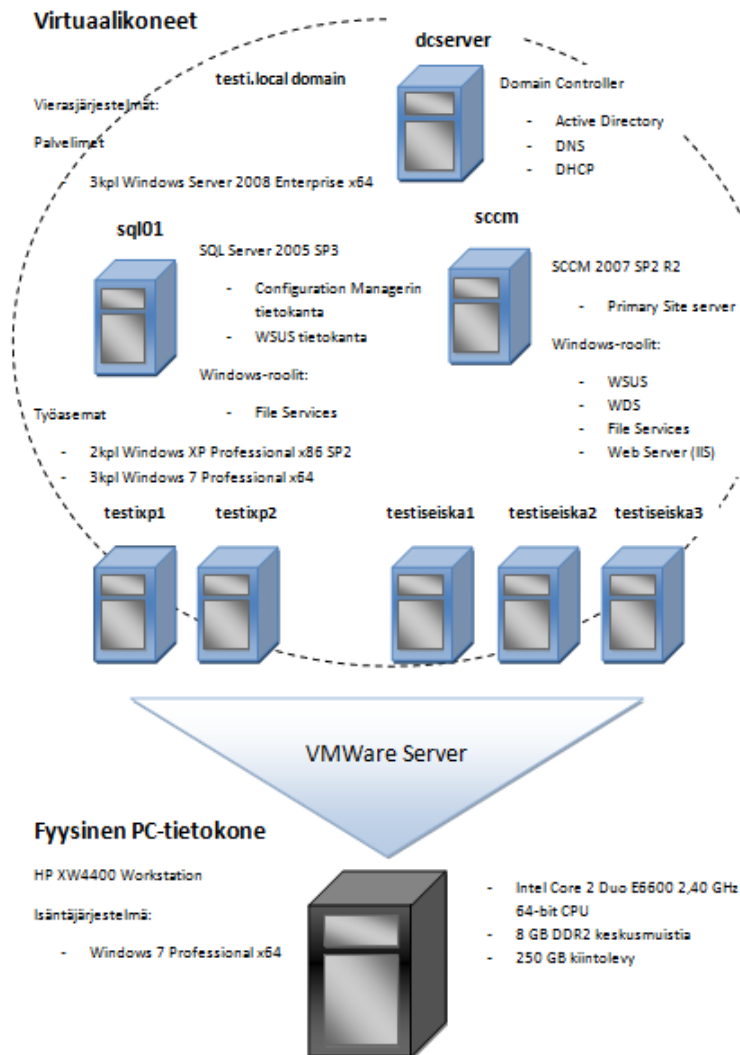 Virtuaalikoneet
dcserver
testi.local domain
Domain Controller
Vierasjärjestelmät:
- Active Directory
Palvelimet
- DNS
- DHCP
- 3kpl Windows Server 2008 Enterprise x64
sql01
sccm
SQL Server 2005 SP3
- Configuration Managerin
tietokanta
- WSUS tietokanta
Windows-roolit:
- File Services
SCCM 2007 SP2 R2
- Primary Site server
Windows-roolit:
- WSUS
- WDS
- File Services
- Web Server (IIS)
Työasemat
- 2kpl Windows XP Professional x86 SP2
- 3kpl Windows 7 Professional x64
testixp1
testixp2
testiseiska1
testiseiska2
testiseiska3
VMWare Server
Fyysinen PC-tietokone
HP XW4400 Workstation
Isäntäjärjestelmä:
- Windows 7 Professional x64
- Intel Core 2 Duo E6600 2,40 GHz
64-bit CPU
- 8 GB DDR2 keskusmuistia
- 250 GB kiintolevy